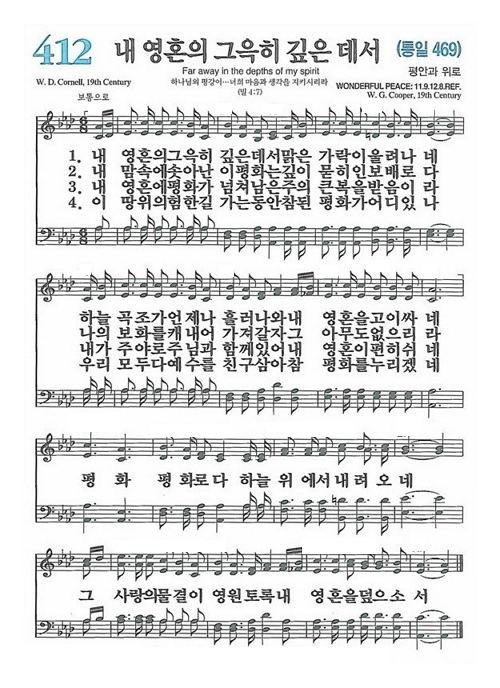 412 내 영혼의 그윽히 깊은 데서 (통일 469)
Far away in the depths of my spirit
평안과 위로
W. D. Cornell, 19th Century
하나님의 평강이…너희 마음과 생각을 지키시리라
WONDERFUL PEACE: 11.9.12.8.REF.
보통으로
(빌 4:7)
W. G. Cooper, 19th Century
1. 내 영혼의그윽히 깊은데서맑은 가락이울려나 네
2. 내 맘속에솟아난 이평화는깊이 묻히인보배로 다
3. 내 영혼에평화가 넘쳐남은주의 큰복을받음이 라
4. 이 땅위의험한길 가는동안참된 평화가어디있 나
하늘 곡조가언제나 흘러나와내 영혼을고이싸 네
나의 보화를캐내어 가져갈자그 아무도없으리 라
내가 주야로주님과 함께있어내 영혼이편히쉬 네
우리 모두다예수를 친구삼아참 평화를누리겠 네
평 화 평화로다 하늘 위 에서내려 오 네
그 사랑의물결이 영원토록내 영혼을덮으소 서